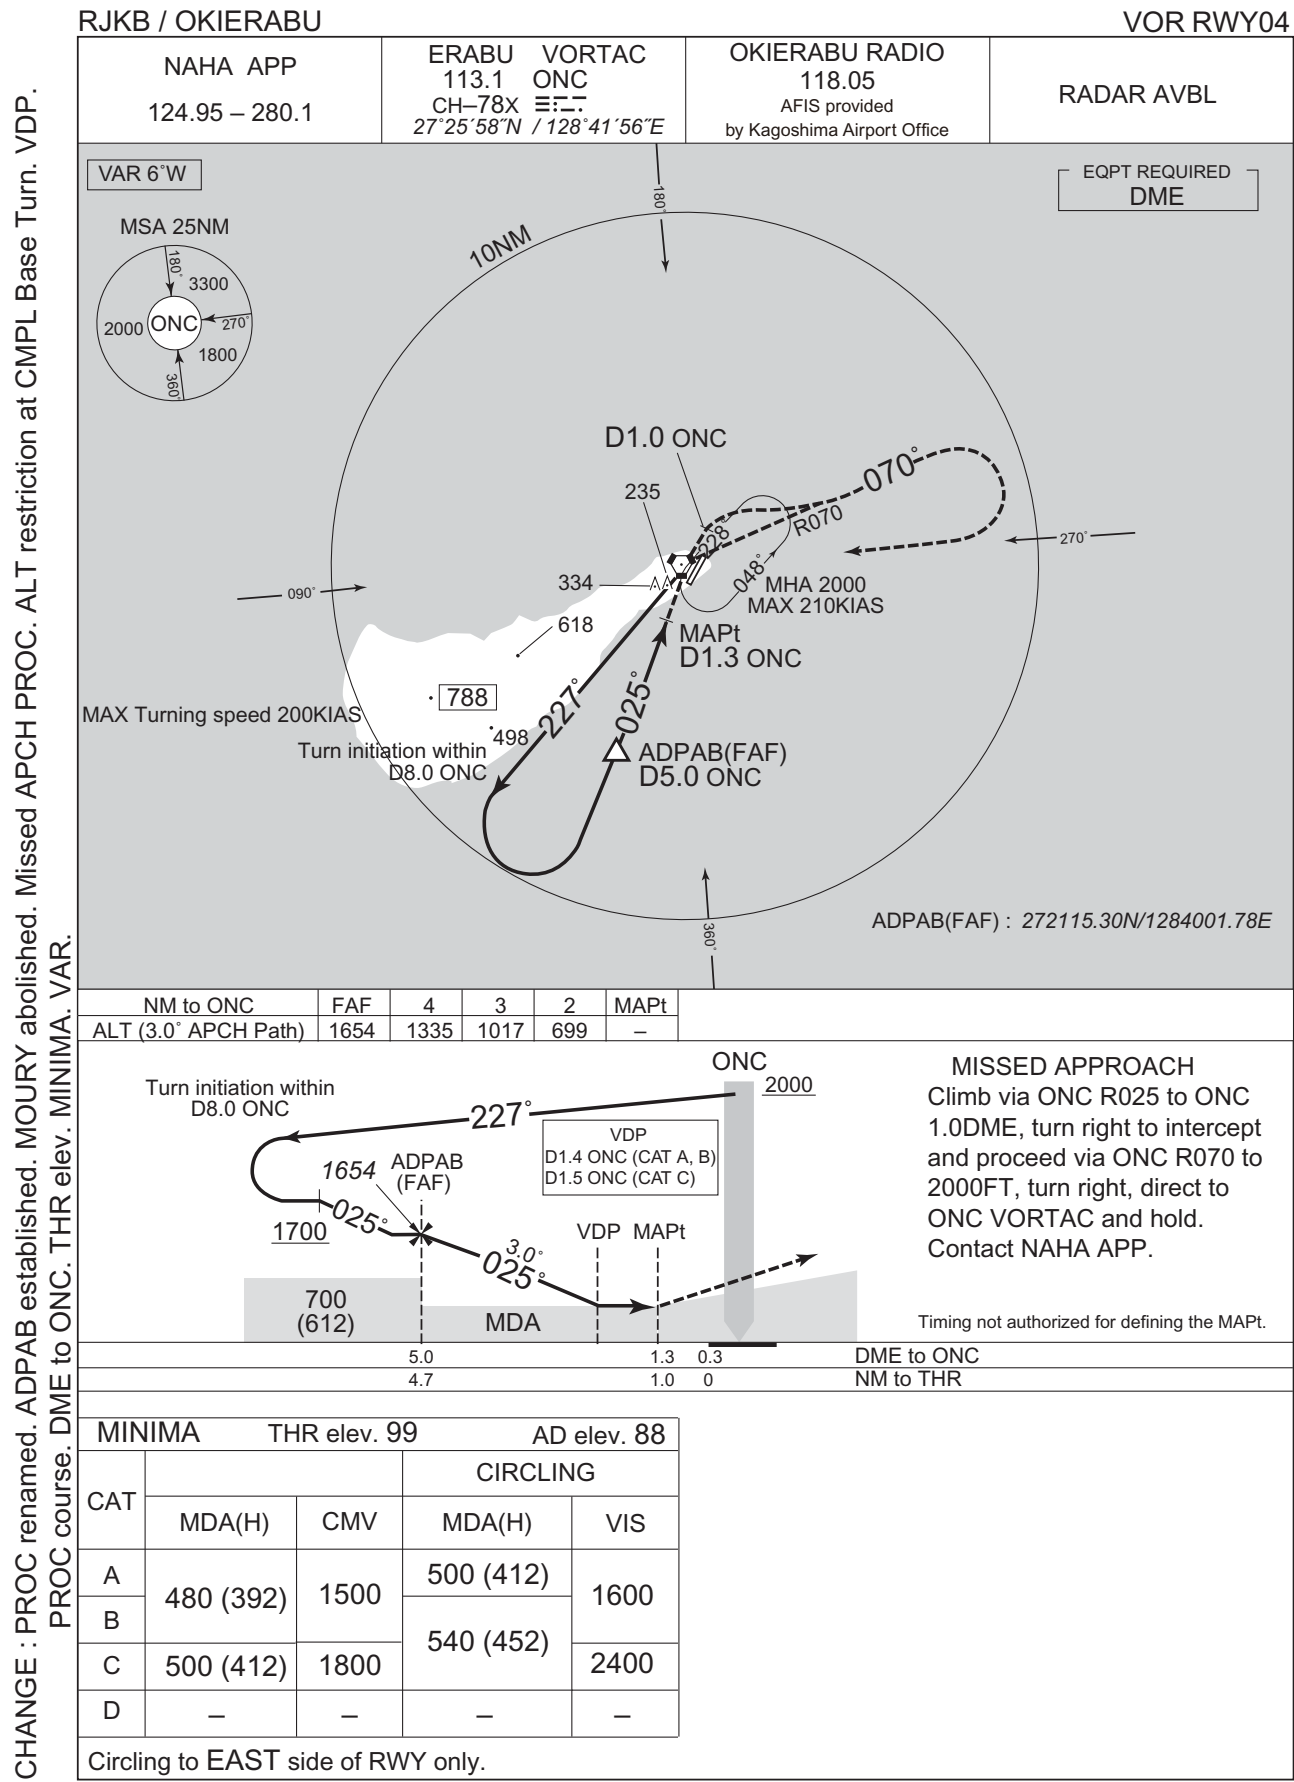 RJKB / OKIERABU
VOR RWY04
NAHA APP
124.95 – 280.1
ERABU VORTAC
113.1 ONC
CH–78X
27˚25´58˝N / 128˚41´56˝E
OKIERABU RADIO
118.05
AFIS provided
by Kagoshima Airport Office
RADAR AVBL
VAR 6˚W
EQPT REQUIRED
DME
MSA 25NM
180˚
3300
2000
ONC
270˚
1800
360˚
10NM
180˚
D1.0 ONC
070˚
235
228˚
R070
270˚
334
048˚
MHA 2000
MAX 210KIAS
090˚
618
MAPt
D1.3 ONC
788
227˚
025˚
MAX Turning speed 200KIAS
498
Turn initiation within
D8.0 ONC
ADPAB(FAF)
D5.0 ONC
360˚
ADPAB(FAF) : 272115.30N/1284001.78E
NM to ONC FAF 4 3 2 MAPt
ALT (3.0˚ APCH Path) 1654 1335 1017 699 –
ONC
2000
Turn initiation within
D8.0 ONC
227˚
VDP
D1.4 ONC (CAT A, B)
D1.5 ONC (CAT C)
1654
ADPAB
(FAF)
1700
025˚
3.0˚
025˚
VDP MAPt
700
(612)
MDA
MISSED APPROACH
Climb via ONC R025 to ONC
1.0DME, turn right to intercept
and proceed via ONC R070 to
2000FT, turn right, direct to
ONC VORTAC and hold.
Contact NAHA APP.
Timing not authorized for defining the MAPt.
5.0 1.3 0.3 DME to ONC
4.7 1.0 0 NM to THR
MINIMA THR elev. 99 AD elev. 88
CAT
CIRCLING
MDA(H) CMV MDA(H) VIS
A
480 (392)
1500
500 (412)
1600
B
540 (452)
C 500 (412) 1800
2400
D – – – –
Circling to EAST side of RWY only.
CHANGE : PROC renamed. ADPAB established. MOURY abolished. Missed APCH PROC. ALT restriction at CMPL Base Turn. VDP.
PROC course. DME to ONC. THR elev. MINIMA. VAR.